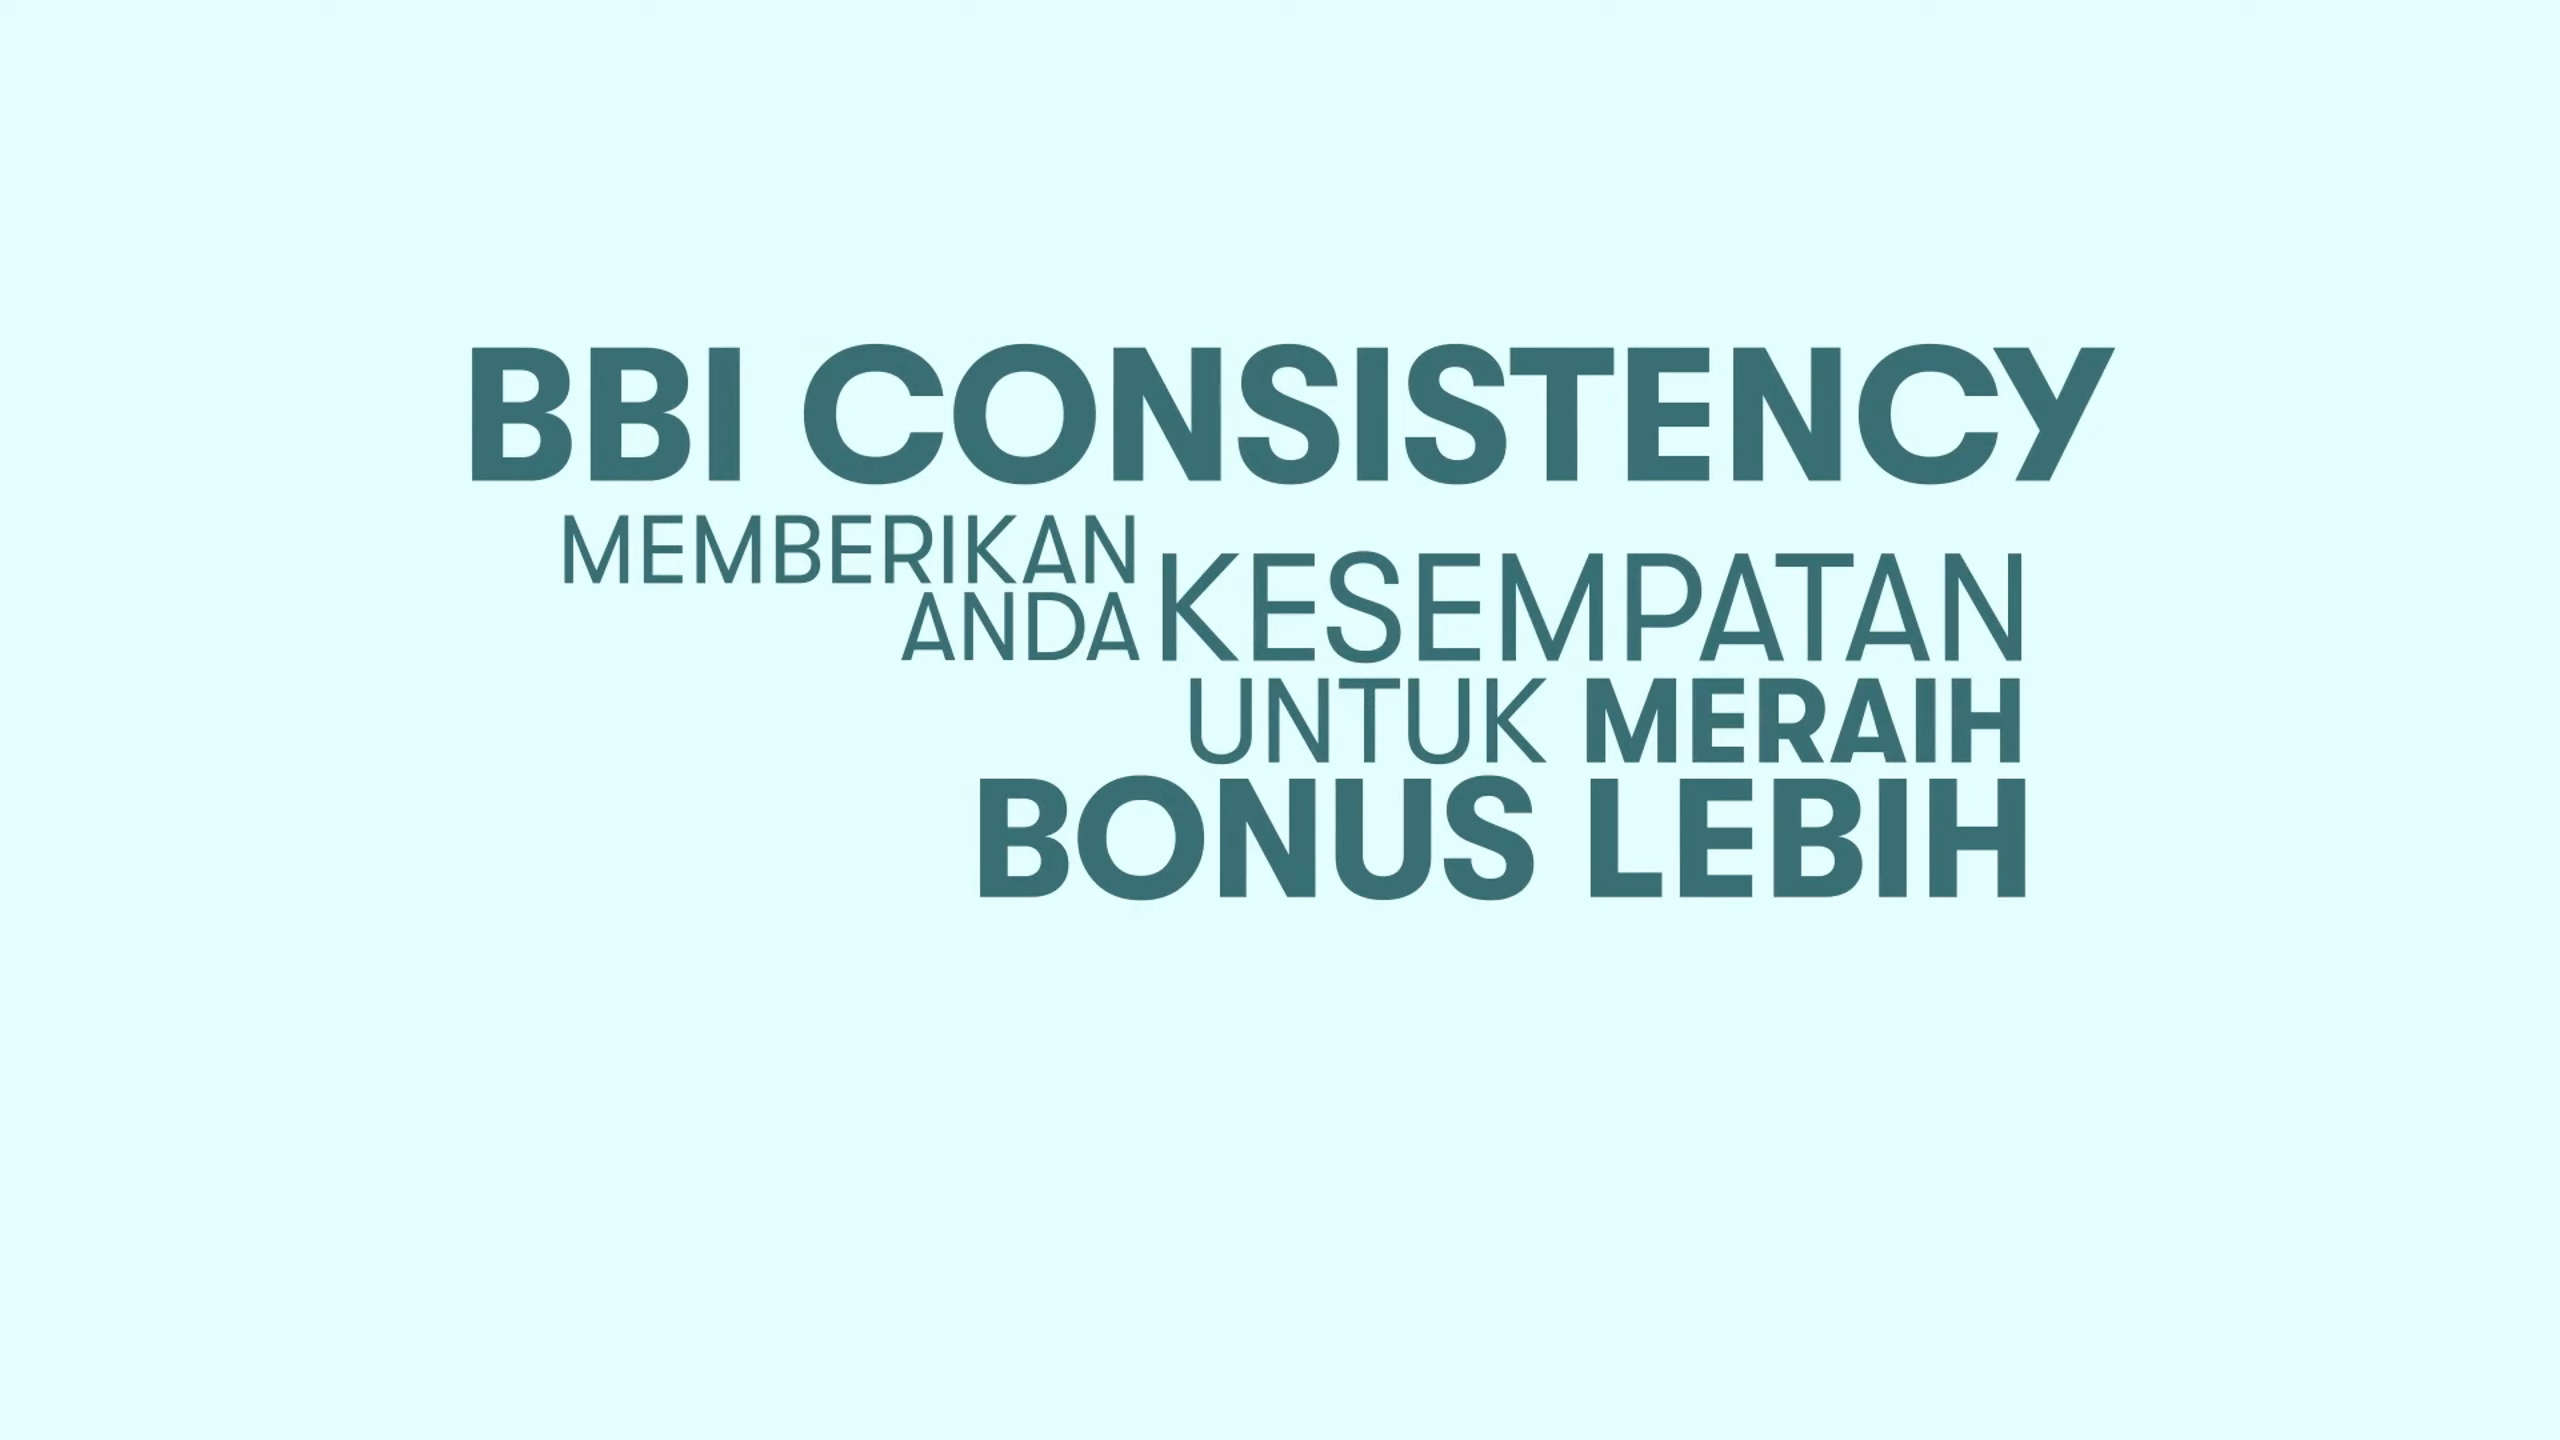 BBI CONSISTENCY
MEMBERIKAN
ANDA KESEMPATAN
UNTUK MERAIH
BONUS LEBIH